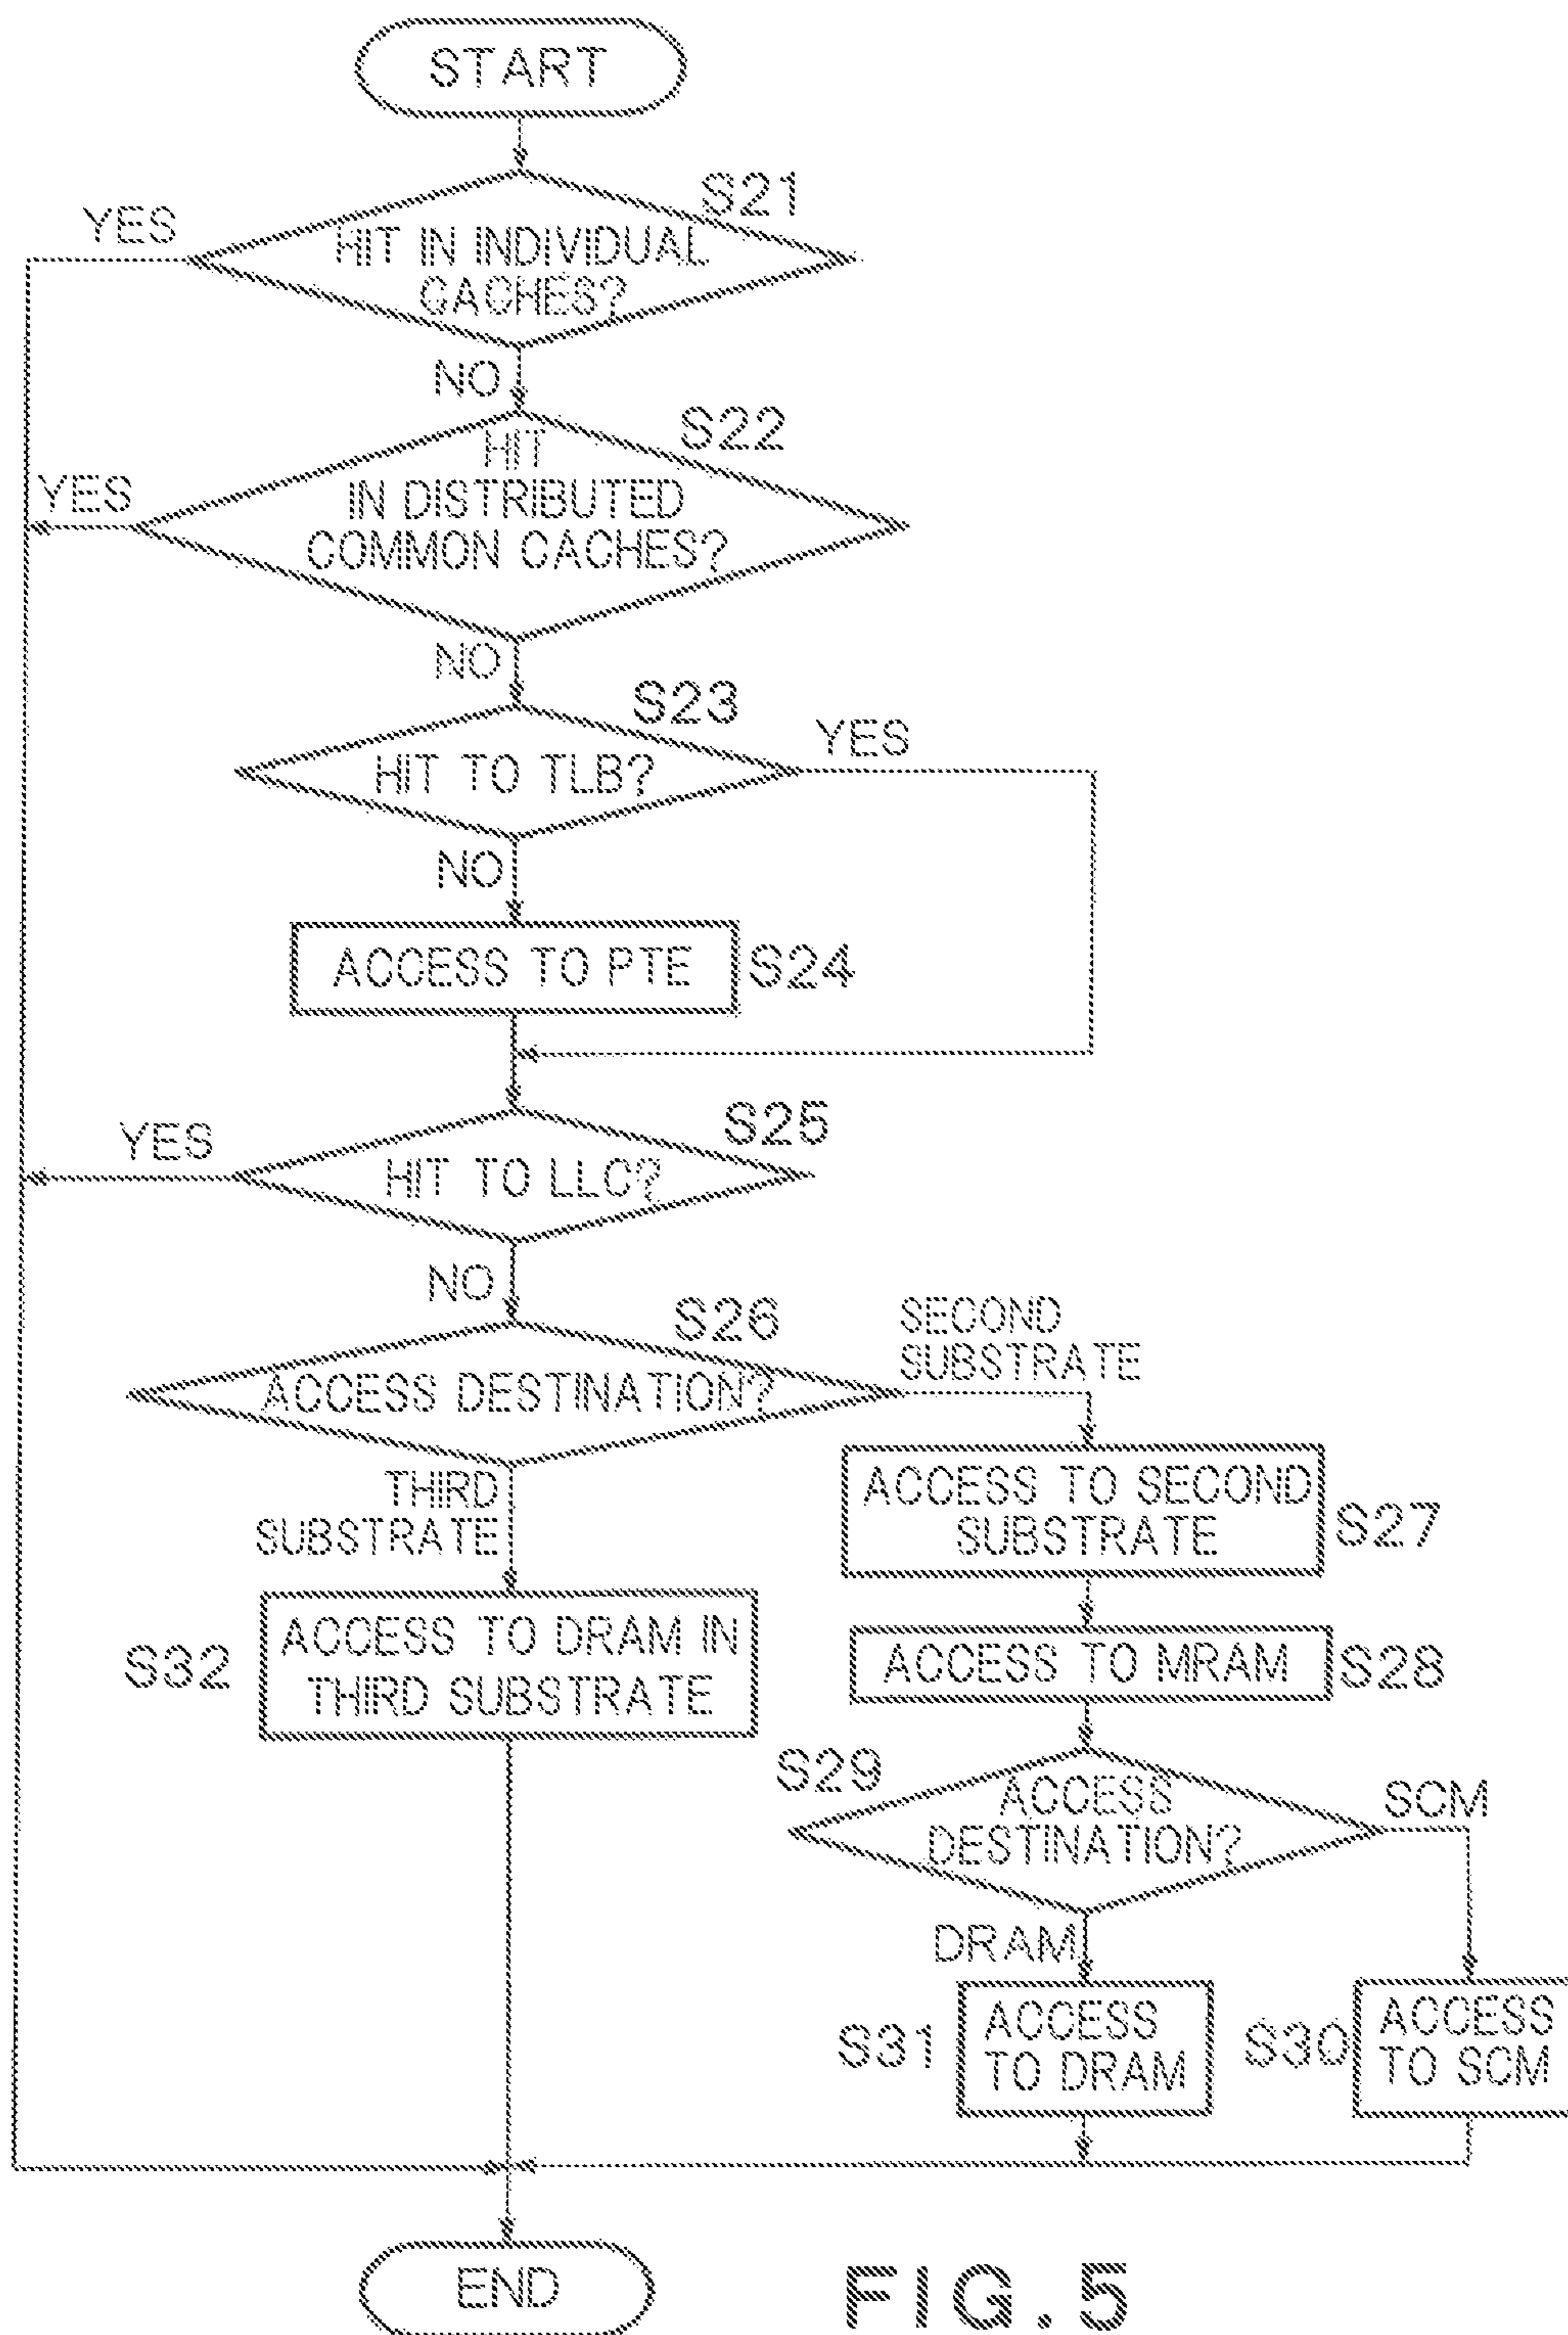 START
S21
YES
HIT IN INDIVIDUAL
CACHES?
NO
S22
HIT
YES
IN DISTRIBUTED
COMMON CACHES?
NO
S23
YES
HIT TO TLB?
NO
ACCESS TO PTE
S24
S25
YES
HIT TO LLC?
NO
S26
SECOND
SUBSTRATE
ACCESS DESTINATION?
THIRD
SUBSTRATE
ACCESS TO SECOND
SUBSTRATE
S27
S32
ACCESS TO DRAM IN
THIRD SUBSTRATE
ACCESS TO MRAM
S28
S29
ACCESS
DESTINATION?
SCM
DRAM
S31
ACCESS
TO DRAM
S30
ACCESS
TO SCM
END
FIG. 5